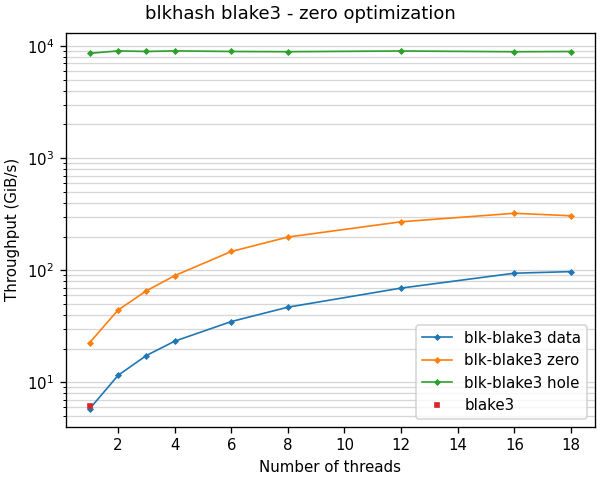 blkhash blake3 - zero optimization
Throughput (GiB/s)
10⁴
10³
10²
10¹
2 4 6 8 10 12 14 16 18
Number of threads
blk-blake3 data
blk-blake3 zero
blk-blake3 hole
blake3